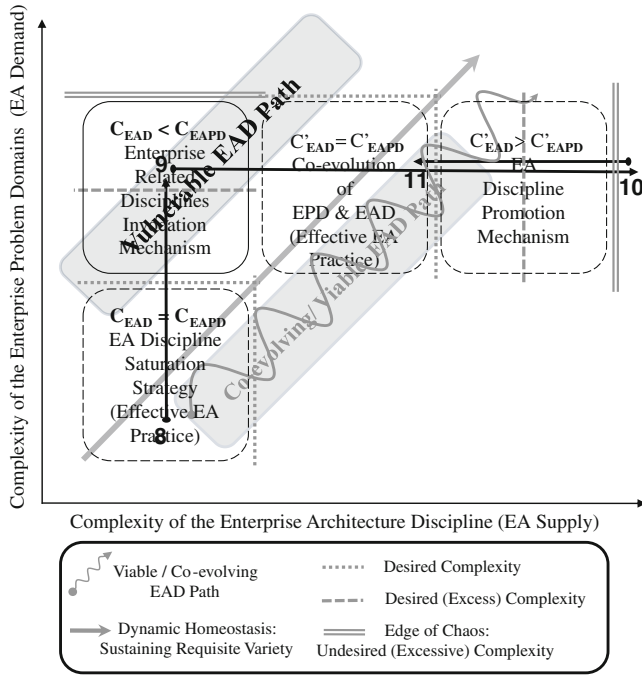 Complexity of the Enterprise Problem Domains (EA Demand)
Vulnerable EAD Path
C_EAD < C_EAPD
Enterprise
Related
Disciplines
Invocation
Mechanism
9
C'_EAD = C'_EAPD
Co-evolution
of
EPD & EAD
(Effective EA
Practice)
11
C'_EAD > C'_EAPD
EA
Discipline
Promotion
Mechanism
10
Co-evolving/ Viable EAD Path
C_EAD = C_EAPD
EA Discipline
Saturation
Strategy
(Effective EA
Practice)
8
Complexity of the Enterprise Architecture Discipline (EA Supply)
Viable / Co-evolving
EAD Path
Dynamic Homeostasis:
Sustaining Requisite Variety
Desired Complexity
Desired (Excess) Complexity
Edge of Chaos:
Undesired (Excessive) Complexity